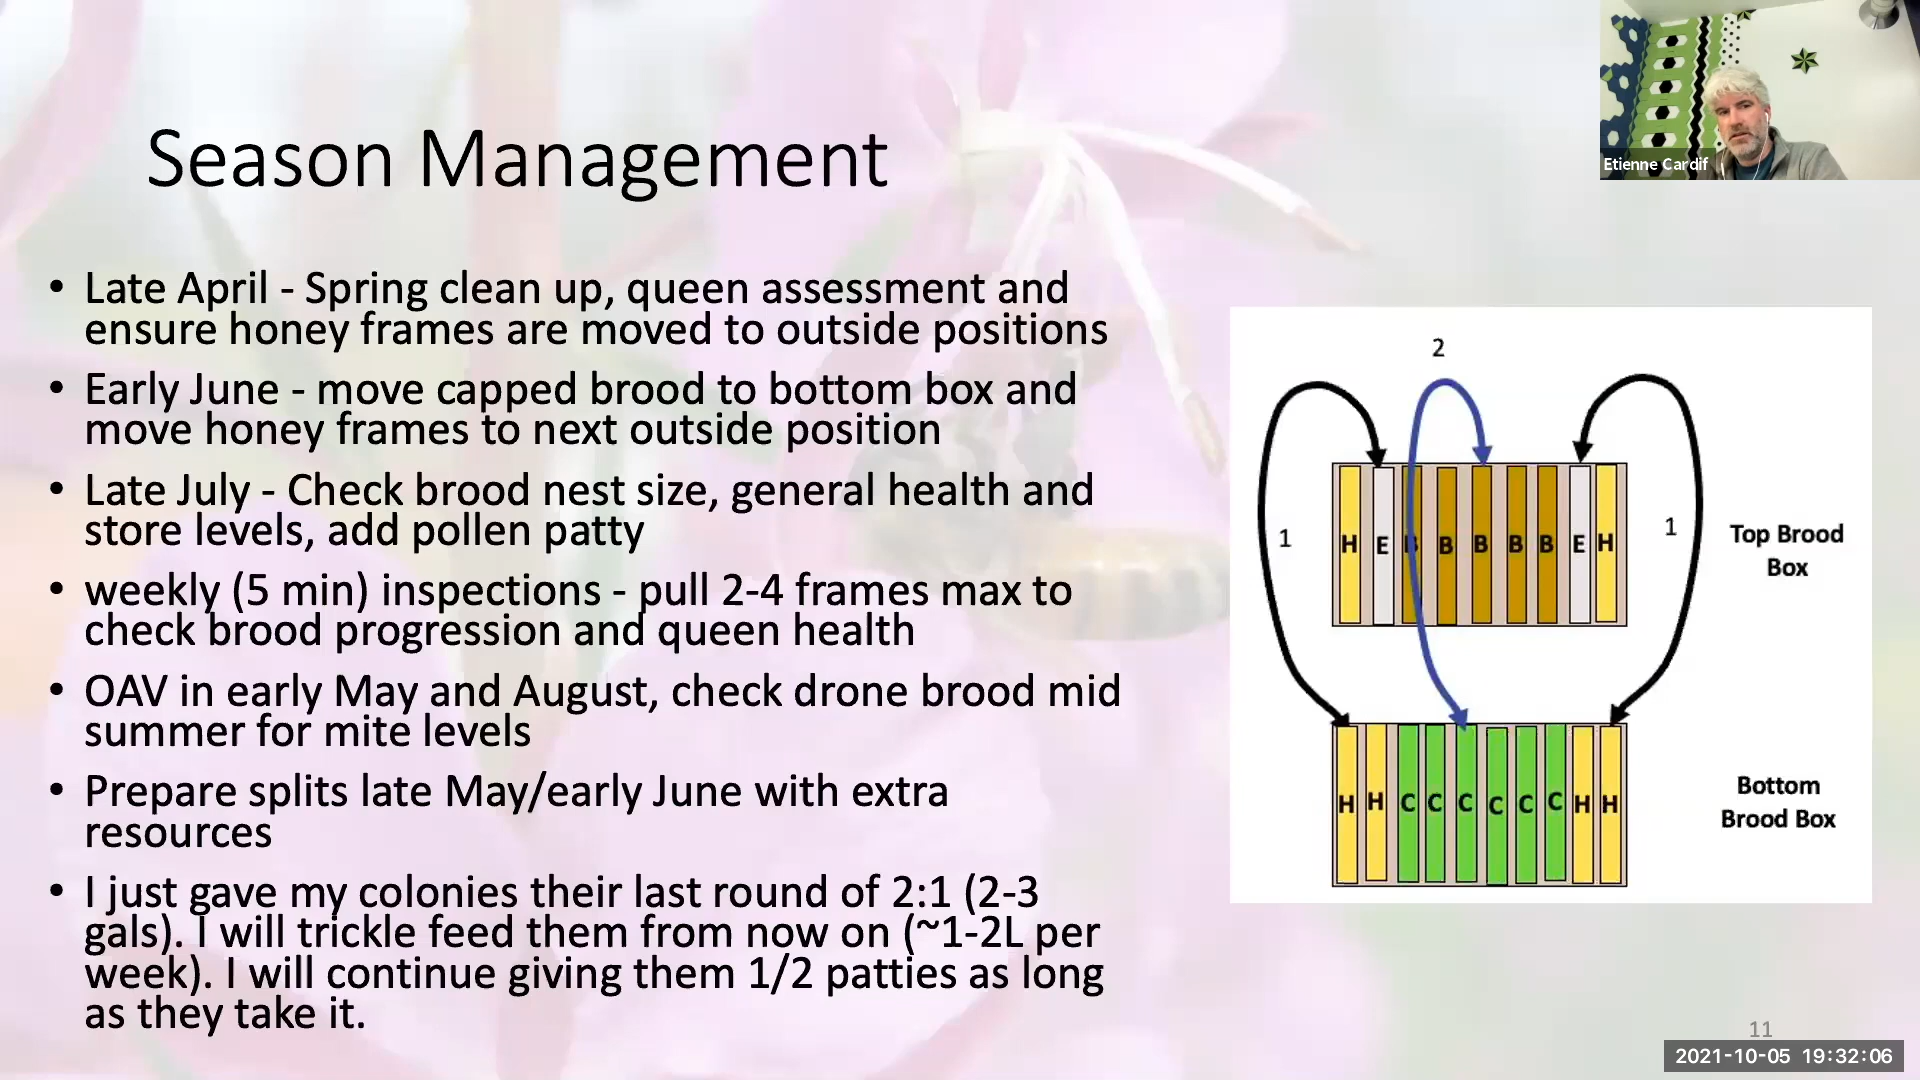 Season Management
Etienne Cardif
• Late April - Spring clean up, queen assessment and
ensure honey frames are moved to outside positions
• Early June - move capped brood to bottom box and
move honey frames to next outside position
• Late July - Check brood nest size, general health and
store levels, add pollen patty
• weekly (5 min) inspections - pull 2-4 frames max to
check brood progression and queen health
• OAV in early May and August, check drone brood mid
summer for mite levels
• Prepare splits late May/early June with extra
resources
• I just gave my colonies their last round of 2:1 (2-3
gals). I will trickle feed them from now on (~1-2L per
week). I will continue giving them 1/2 patties as long
as they take it.
2
1
1
H E B B B B B E H
Top Brood
Box
H H C C C C C C H H
Bottom
Brood Box
11
2021-10-05 19:32:06